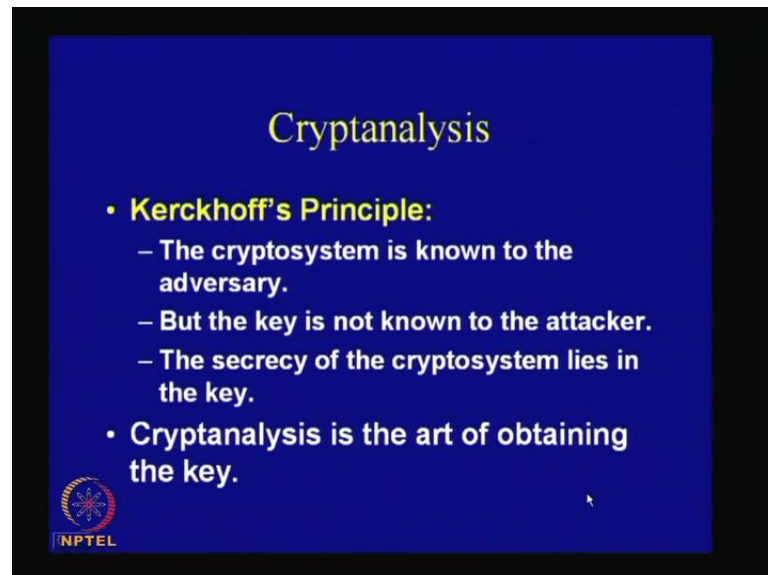 Cryptanalysis
• Kerckhoff's Principle:
– The cryptosystem is known to the
adversary.
– But the key is not known to the attacker.
– The secrecy of the cryptosystem lies in
the key.
• Cryptanalysis is the art of obtaining
the key.
NPTEL